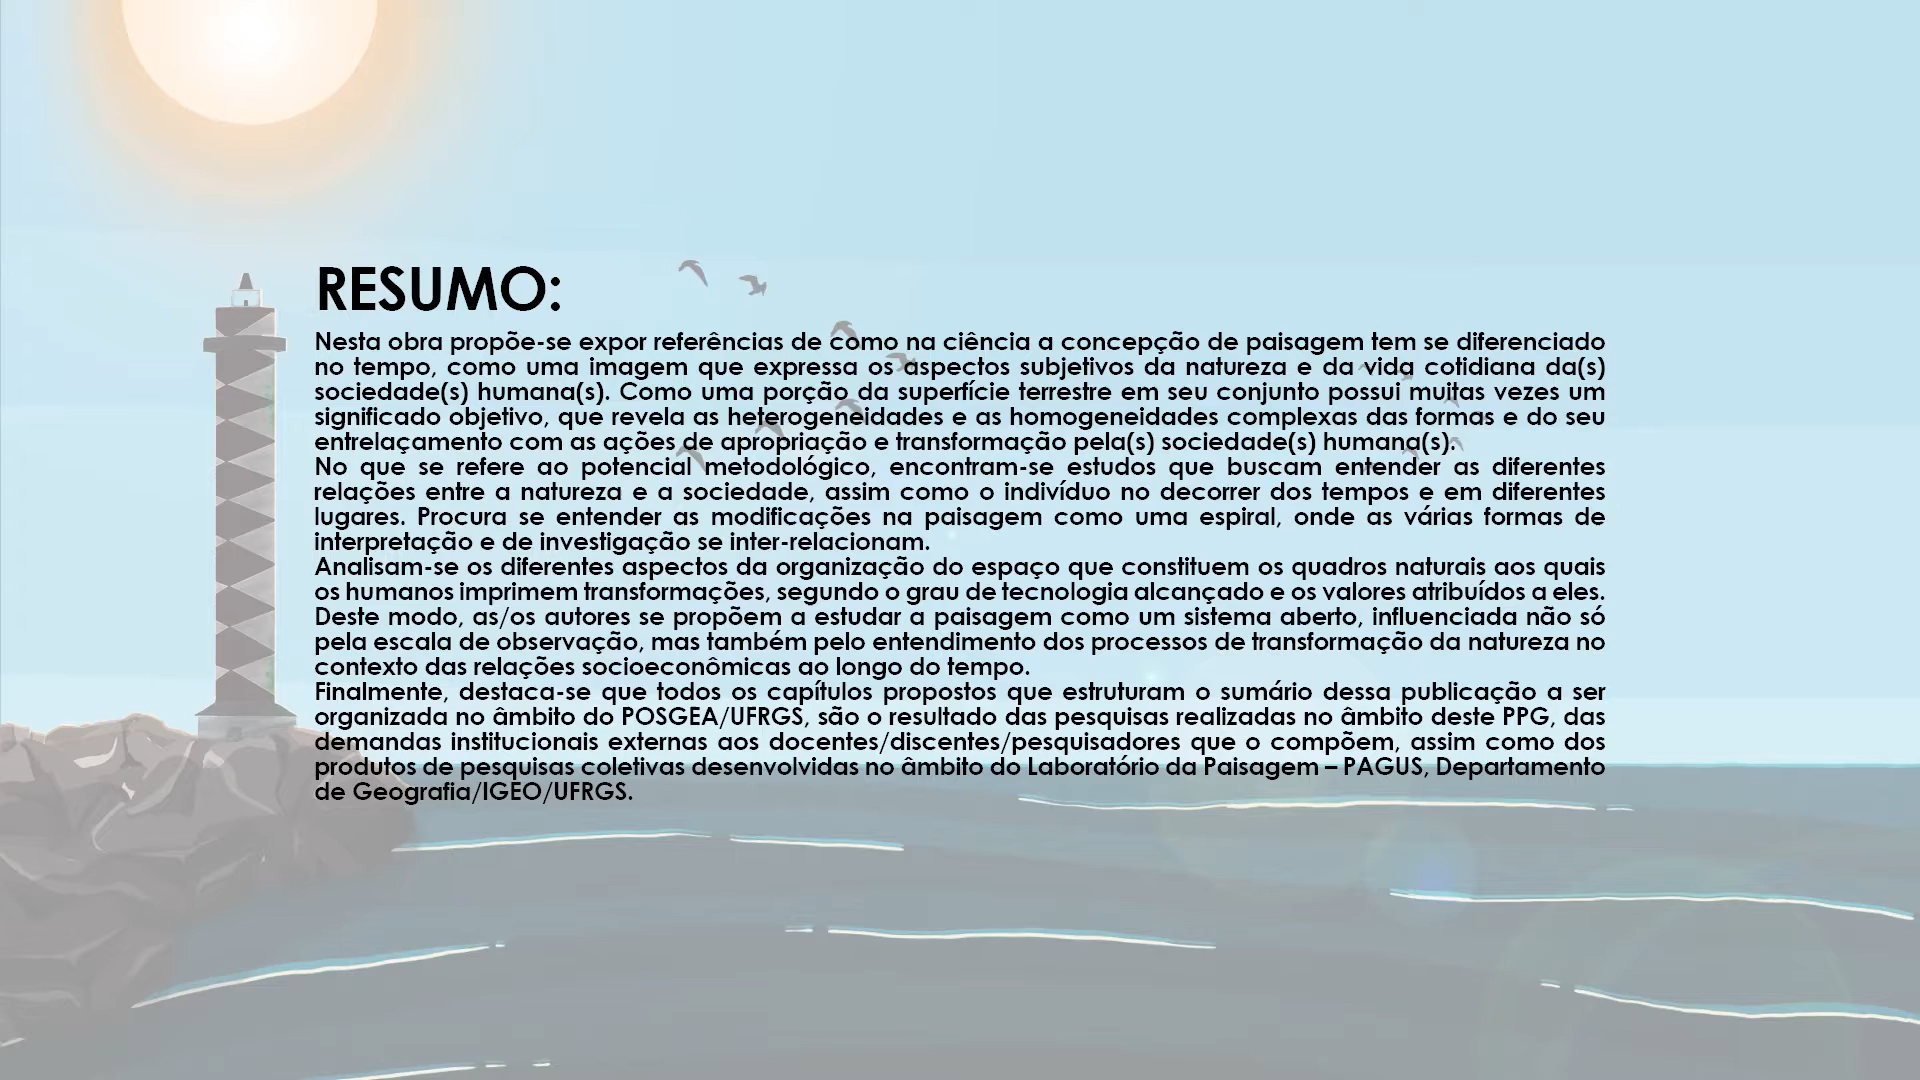 RESUMO:
Nesta obra propõe-se expor referências de como na ciência a concepção de paisagem tem se diferenciado
no tempo, como uma imagem que expressa os aspectos subjetivos da natureza e da vida cotidiana da(s)
sociedade(s) humana(s). Como uma porção da superfície terrestre em seu conjunto possui muitas vezes um
significado objetivo, que revela as heterogeneidades e as homogeneidades complexas das formas e do seu
entrelaçamento com as ações de apropriação e transformação pela(s) sociedade(s) humana(s).
No que se refere ao potencial metodológico, encontram-se estudos que buscam entender as diferentes
relações entre a natureza e a sociedade, assim como o indivíduo no decorrer dos tempos e em diferentes
lugares. Procura se entender as modificações na paisagem como uma espiral, onde as várias formas de
interpretação e de investigação se inter-relacionam.
Analisam-se os diferentes aspectos da organização do espaço que constituem os quadros naturais aos quais
os humanos imprimem transformações, segundo o grau de tecnologia alcançado e os valores atribuídos a eles.
Deste modo, as/os autores se propõem a estudar a paisagem como um sistema aberto, influenciada não só
pela escala de observação, mas também pelo entendimento dos processos de transformação da natureza no
contexto das relações socioeconômicas ao longo do tempo.
Finalmente, destaca-se que todos os capítulos propostos que estruturam o sumário dessa publicação a ser
organizada no âmbito do POSGEA/UFRGS, são o resultado das pesquisas realizadas no âmbito deste PPG, das
demandas institucionais externas aos docentes/discentes/pesquisadores que o compõem, assim como dos
produtos de pesquisas coletivas desenvolvidas no âmbito do Laboratório da Paisagem – PAGUS, Departamento
de Geografia/IGEO/UFRGS.